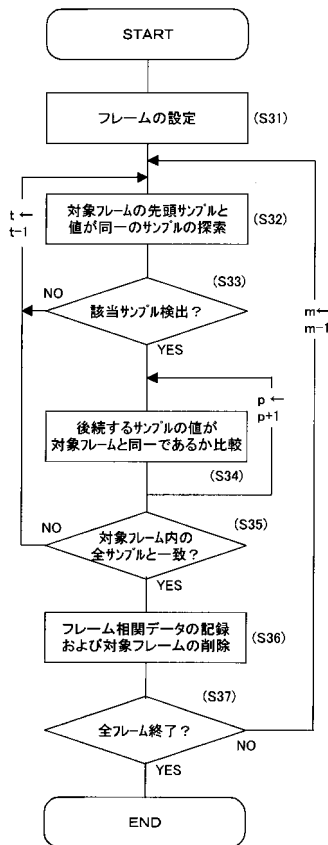 START
フレームの設定
(S31)
t ←
t-1
対象フレームの先頭サンプルと
値が同一のサンプルの探索
(S32)
(S33)
NO
該当サンプル検出?
YES
m←
m-1
p ←
p+1
後続するサンプルの値が
対象フレームと同一であるか比較
(S34)
NO
(S35)
対象フレーム内の
全サンプルと一致?
YES
フレーム相関データの記録
および対象フレームの削除
(S36)
(S37)
全フレーム終了?
NO
YES
END